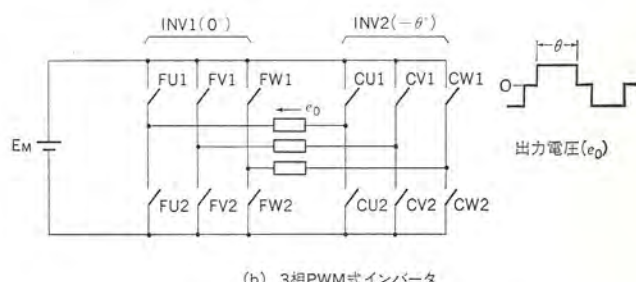 INV1(0°)
INV2(−θ°)
FU1
FV1
FW1
CU1
CV1
CW1
θ
e₀
O
EM
出力電圧(e₀)
FU2
FV2
FW2
CU2
CV2
CW2
(b) 3相PWM式インバータ